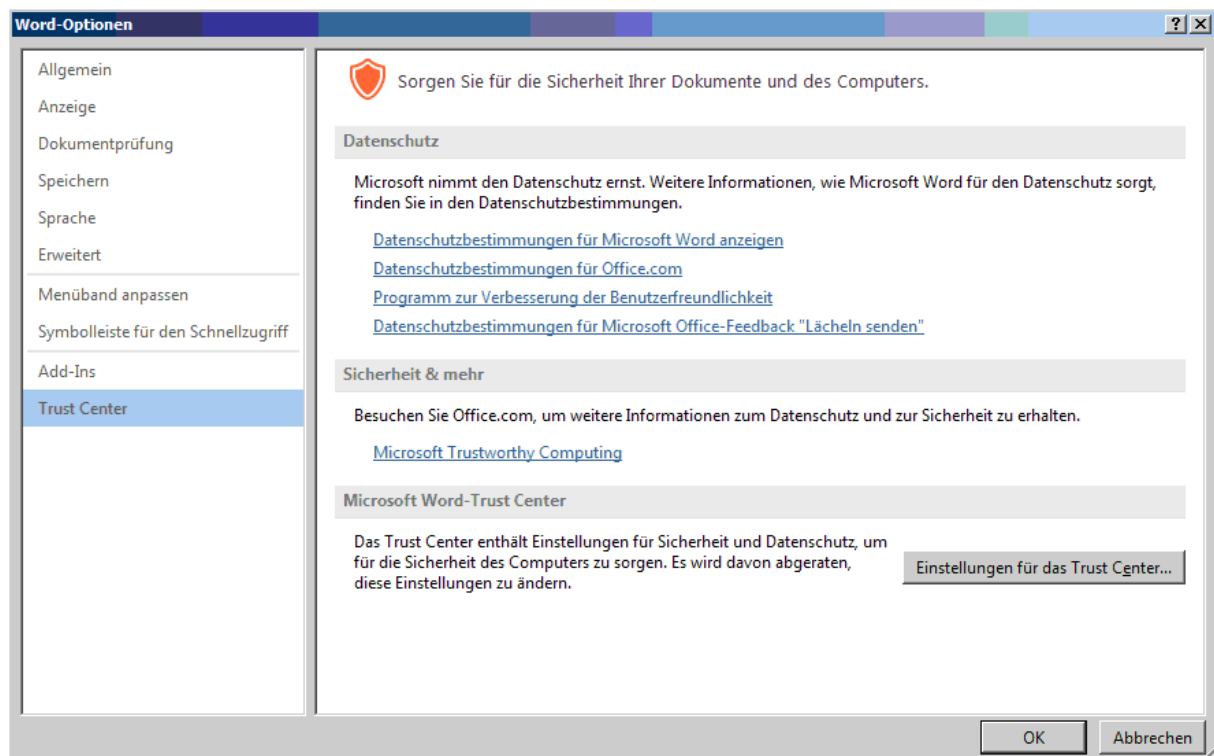 Word-Optionen
Allgemein
Anzeige
Dokumentprüfung
Speichern
Sprache
Erweitert
Menüband anpassen
Symbolleiste für den Schnellzugriff
Add-Ins
Trust Center
Sorgen Sie für die Sicherheit Ihrer Dokumente und des Computers.
Datenschutz
Microsoft nimmt den Datenschutz ernst. Weitere Informationen, wie Microsoft Word für den Datenschutz sorgt,
finden Sie in den Datenschutzbestimmungen.
Datenschutzbestimmungen für Microsoft Word anzeigen
Datenschutzbestimmungen für Office.com
Programm zur Verbesserung der Benutzerfreundlichkeit
Datenschutzbestimmungen für Microsoft Office-Feedback "Lächeln senden"
Sicherheit & mehr
Besuchen Sie Office.com, um weitere Informationen zum Datenschutz und zur Sicherheit zu erhalten.
Microsoft Trustworthy Computing
Microsoft Word-Trust Center
Das Trust Center enthält Einstellungen für Sicherheit und Datenschutz, um
für die Sicherheit des Computers zu sorgen. Es wird davon abgeraten,
diese Einstellungen zu ändern.
Einstellungen für das Trust Center...
OK
Abbrechen